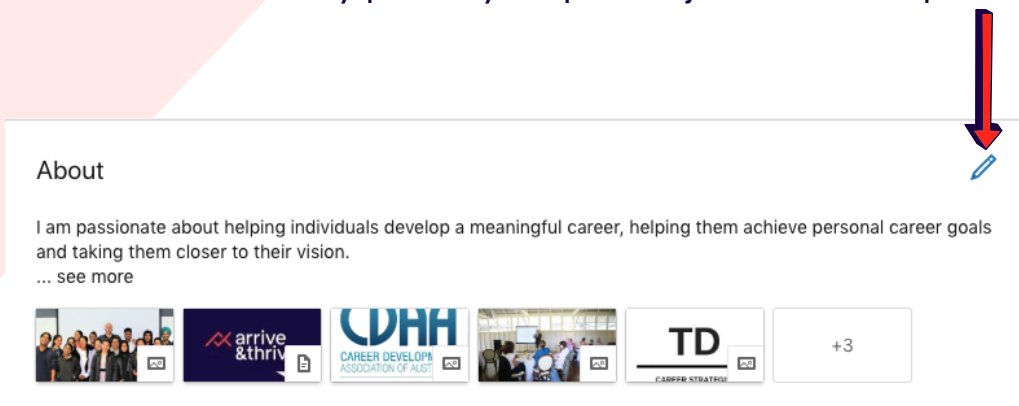 About
I am passionate about helping individuals develop a meaningful career, helping them achieve personal career goals
and taking them closer to their vision.
... see more
arrive
&thriv
CDAA
CAREER DEVELOPM
ASSOCIATION OF AUST
TD
CAREER STRATEG
+3